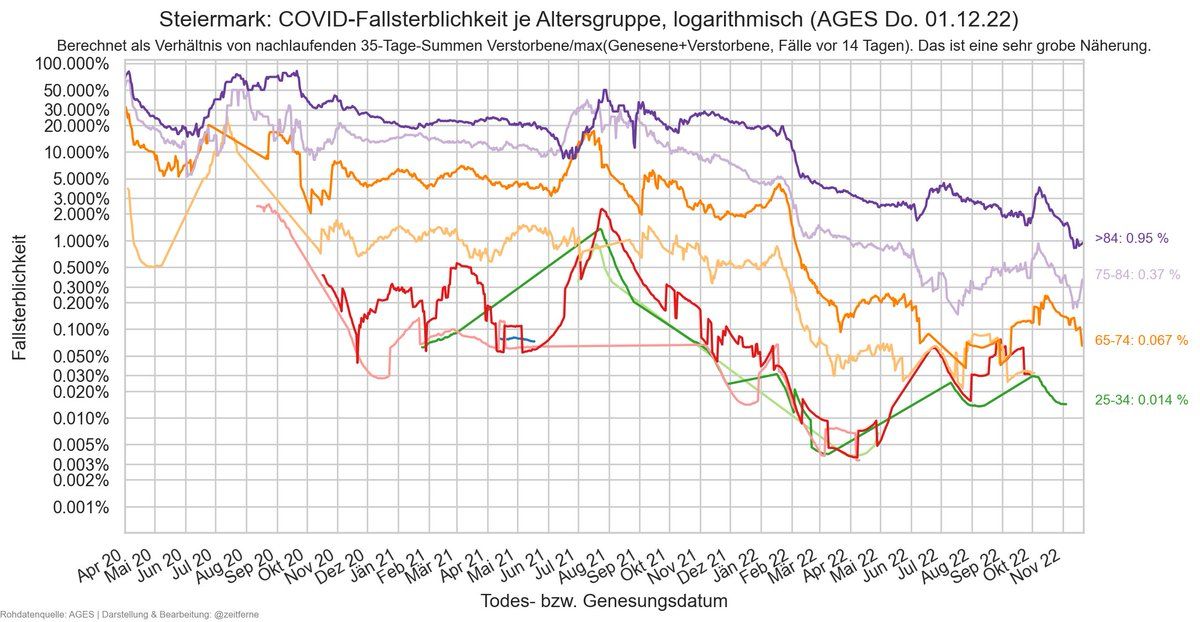 Steiermark: COVID-Fallsterblichkeit je Altersgruppe, logarithmisch (AGES Do. 01.12.22)
Berechnet als Verhältnis von nachlaufenden 35-Tage-Summen Verstorbene/max(Genesene+Verstorbene, Fälle vor 14 Tagen). Das ist eine sehr grobe Näherung.
100.000%
50.000%
30.000%
20.000%
10.000%
5.000%
3.000%
2.000%
1.000%
0.500%
0.300%
0.200%
0.100%
0.050%
0.030%
0.020%
0.010%
0.005%
0.003%
0.002%
0.001%
Fallsterblichkeit
>84: 0.95 %
75-84: 0.37 %
65-74: 0.067 %
25-34: 0.014 %
Apr 20 Mai 20 Jun 20 Jul 20 Aug 20 Sep 20 Okt 20 Nov 20 Dez 20 Jän 21 Feb 21 Mär 21 Apr 21 Mai 21 Jun 21 Jul 21 Aug 21 Sep 21 Okt 21 Nov 21 Dez 21 Jän 22 Feb 22 Mär 22 Apr 22 Mai 22 Jun 22 Jul 22 Aug 22 Sep 22 Okt 22 Nov 22
Todes- bzw. Genesungsdatum
Rohdatenquelle: AGES | Darstellung & Bearbeitung: @zeitferne